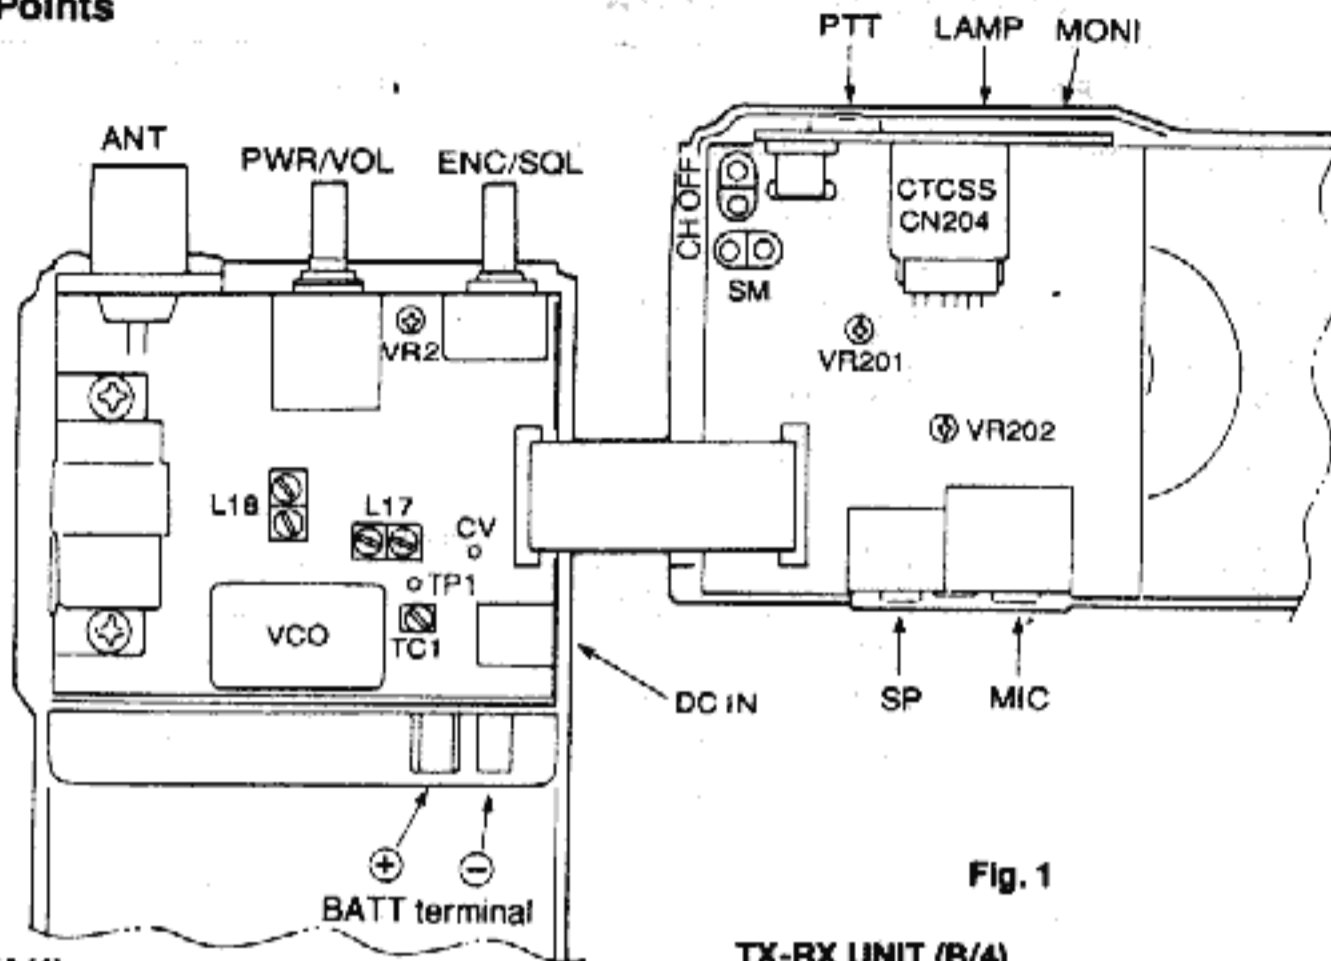 Points
PTT
LAMP
MONI
ANT
PWR/VOL
ENC/SQL
CH OFF
CTCSS
CN204
SM
VR2
VR201
VR202
L18
L17
CV
TP1
VCO
TC1
DC IN
SP
MIC
+
−
BATT terminal
Fig. 1
TX-RX UNIT (B/4)